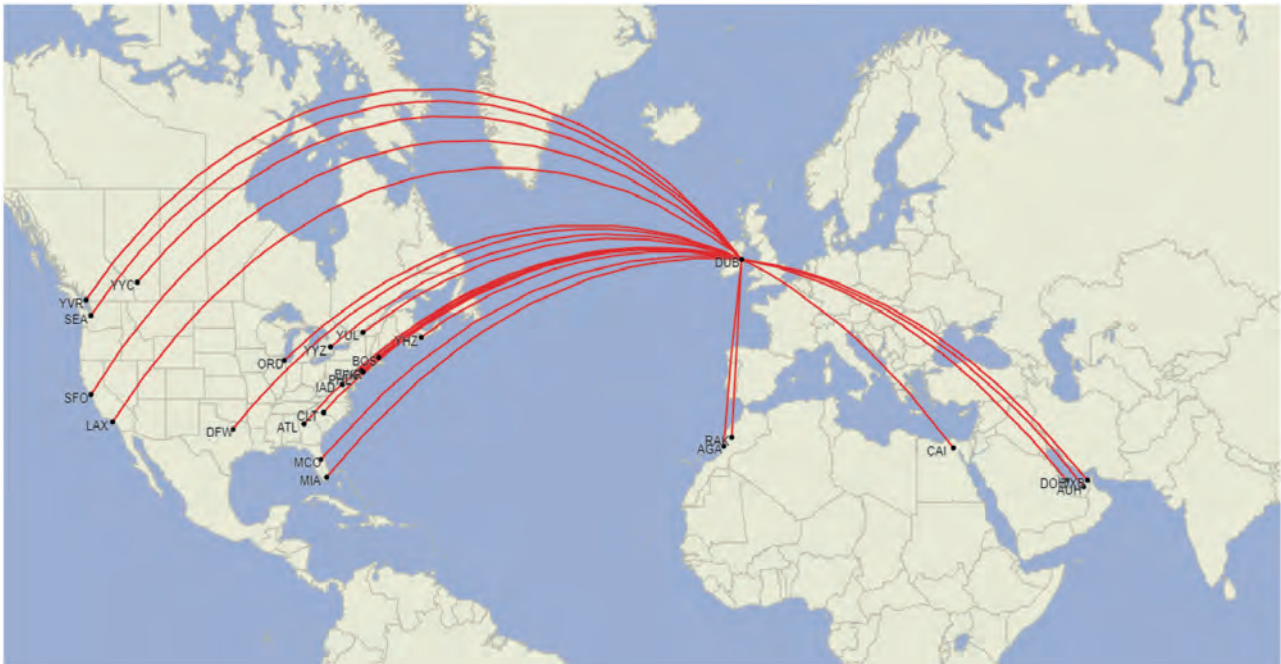 DUB
YYC
YVR
SEA
YUL
YHZ
YYZ
BOS
ORD
IAD
SFO
CLT
LAX
ATL
DFW
RAK
AGA
CAI
MCO
MIA
AUH